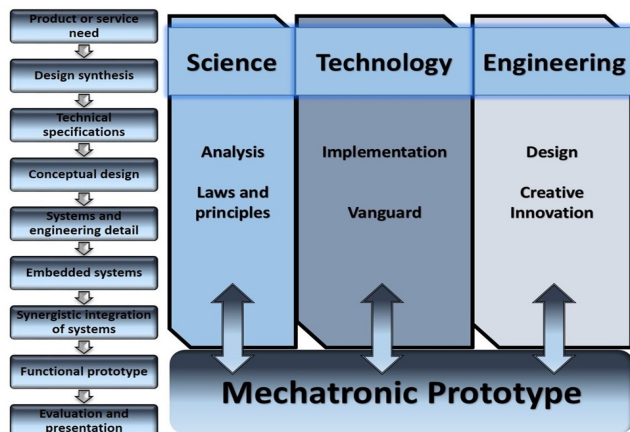 Product or service
need
Design synthesis
Technical
specifications
Conceptual design
Systems and
engineering detail
Embedded systems
Synergistic integration
of systems
Functional prototype
Evaluation and
presentation
Science
Analysis
Laws and
principles
Technology
Implementation
Vanguard
Engineering
Design
Creative
Innovation
Mechatronic Prototype